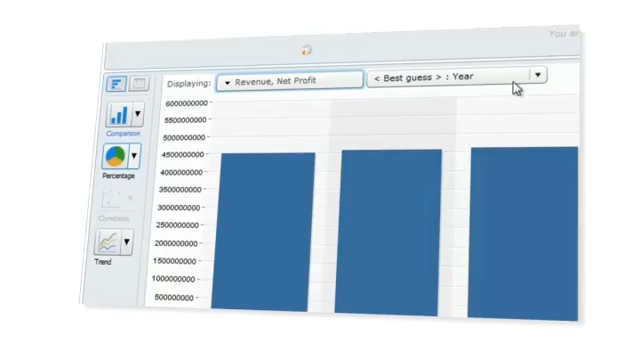 You
Displaying:
Revenue, Net Profit
< Best guess > : Year
Comparison
Percentage
Correlation
Trend
6000000000
5500000000
5000000000
4500000000
4000000000
3500000000
3000000000
2500000000
2000000000
1500000000
1000000000
500000000